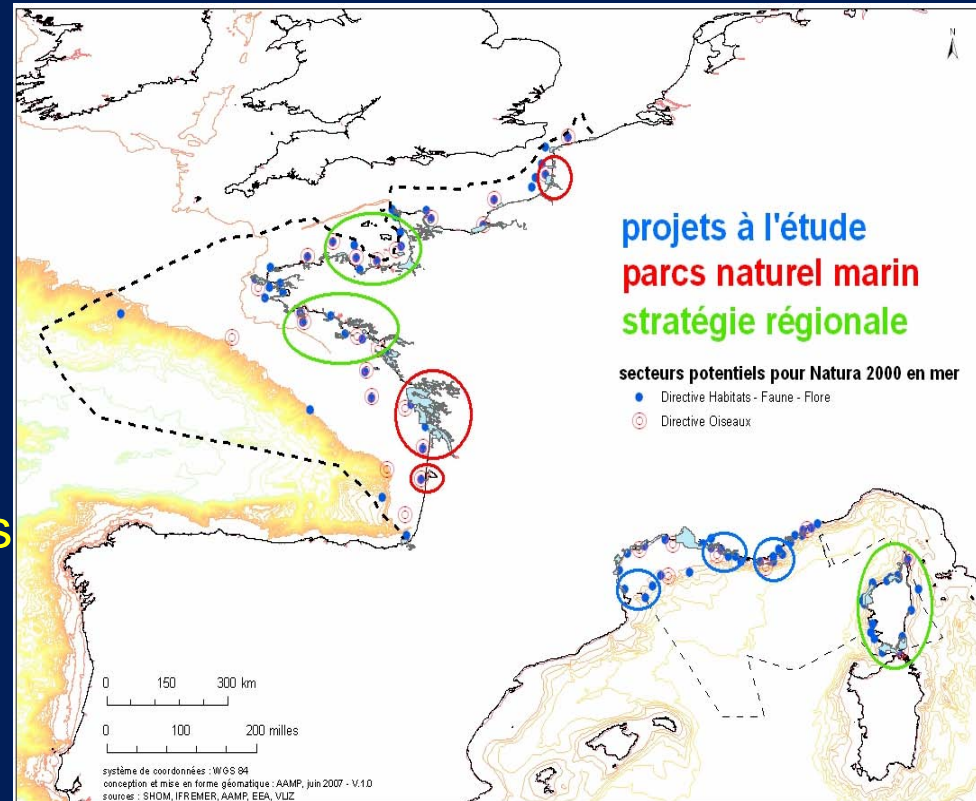 N
projets à l'étude
parcs naturel marin
stratégie régionale
secteurs potentiels pour Natura 2000 en mer
Directive Habitats - Faune - Flore
Directive Oiseaux
s
0 150 300 km
0 100 200 milles
système de coordonnées : WGS 84
conception et mise en forme géomatique : AAMP, juin 2007 - V.1.0
sources : SHOM, IFREMER, AAMP, EEA, VLIZ